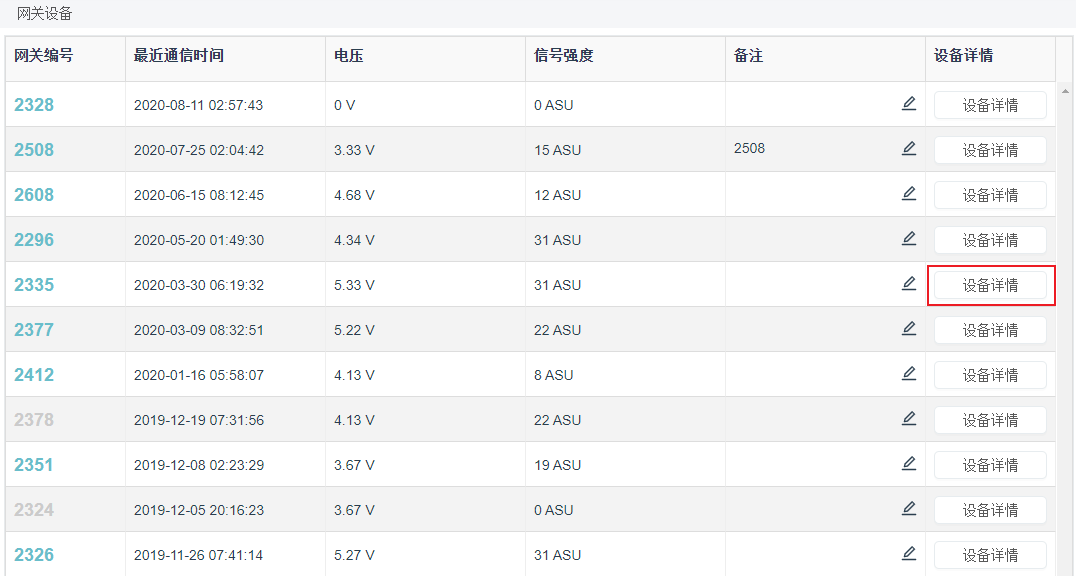 网关设备
网关编号 最近通信时间 电压 信号强度 备注 设备详情
2328 2020-08-11 02:57:43 0 V 0 ASU 设备详情
2508 2020-07-25 02:04:42 3.33 V 15 ASU 2508 设备详情
2608 2020-06-15 08:12:45 4.68 V 12 ASU 设备详情
2296 2020-05-20 01:49:30 4.34 V 31 ASU 设备详情
2335 2020-03-30 06:19:32 5.33 V 31 ASU 设备详情
2377 2020-03-09 08:32:51 5.22 V 22 ASU 设备详情
2412 2020-01-16 05:58:07 4.13 V 8 ASU 设备详情
2378 2019-12-19 07:31:56 4.13 V 22 ASU 设备详情
2351 2019-12-08 02:23:29 3.67 V 19 ASU 设备详情
2324 2019-12-05 20:16:23 3.67 V 0 ASU 设备详情
2326 2019-11-26 07:41:14 5.27 V 31 ASU 设备详情